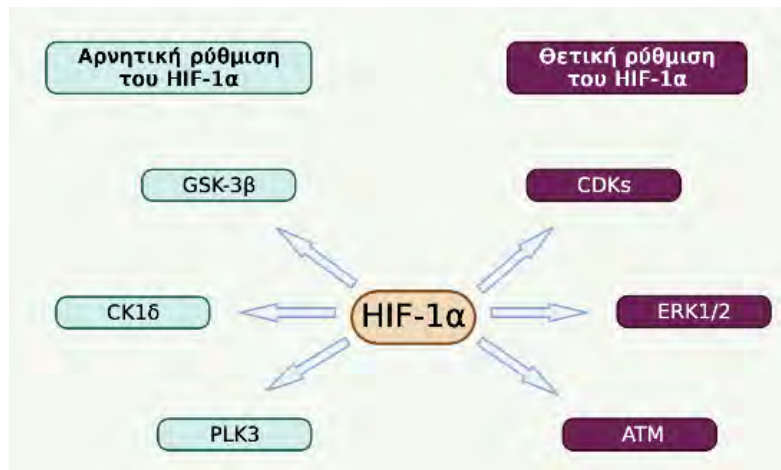 Αρνητική ρύθμιση
του HIF-1α
Θετική ρύθμιση
του HIF-1α
GSK-3β
CDKs
CK1δ
HIF-1α
ERK1/2
PLK3
ATM